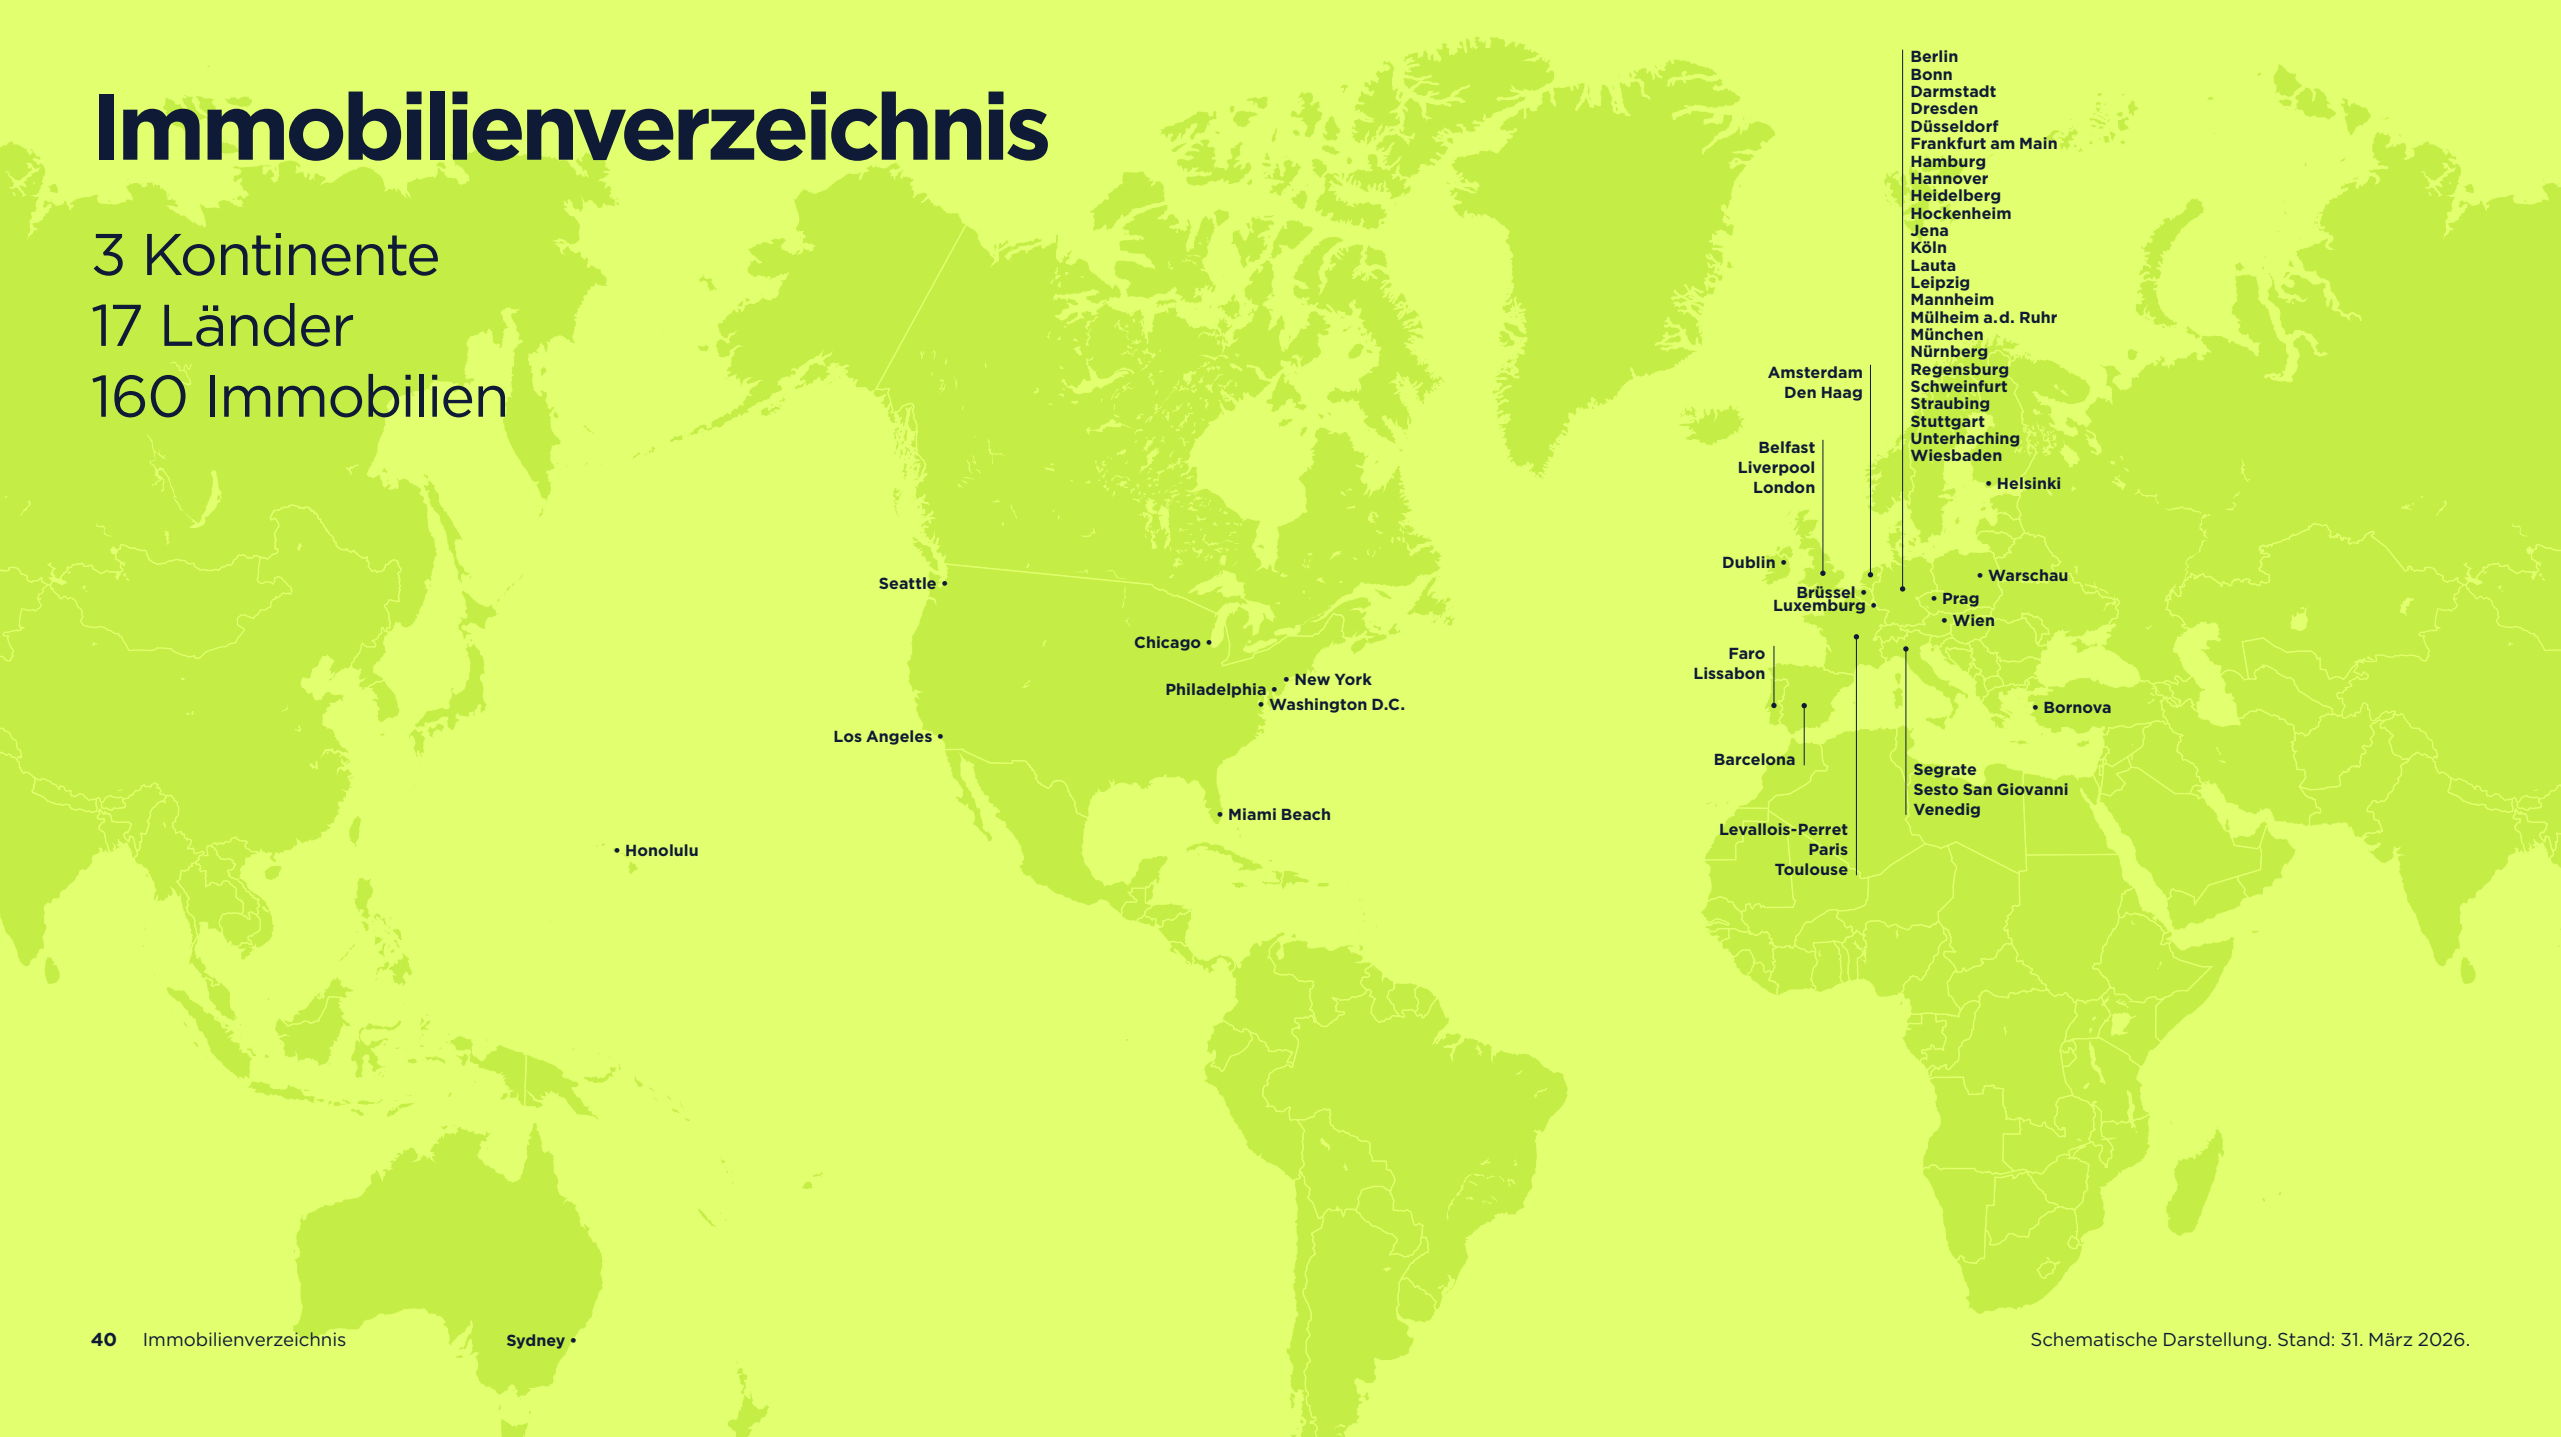 Immobilienverzeichnis
3 Kontinente
17 Länder
160 Immobilien
Berlin
Bonn
Darmstadt
Dresden
Düsseldorf
Frankfurt am Main
Hamburg
Hannover
Heidelberg
Hockenheim
Jena
Köln
Lauta
Leipzig
Mannheim
Mülheim a.d. Ruhr
München
Nürnberg
Regensburg
Schweinfurt
Straubing
Stuttgart
Unterhaching
Wiesbaden
Amsterdam
Den Haag
Belfast
Liverpool
London
Helsinki
Dublin
Warschau
Brüssel
Luxemburg
Prag
Wien
Faro
Lissabon
Bornova
Barcelona
Segrate
Sesto San Giovanni
Venedig
Levallois-Perret
Paris
Toulouse
Seattle
Chicago
New York
Philadelphia
Washington D.C.
Los Angeles
Miami Beach
Honolulu
Sydney
40 Immobilienverzeichnis
Schematische Darstellung. Stand: 31. März 2026.